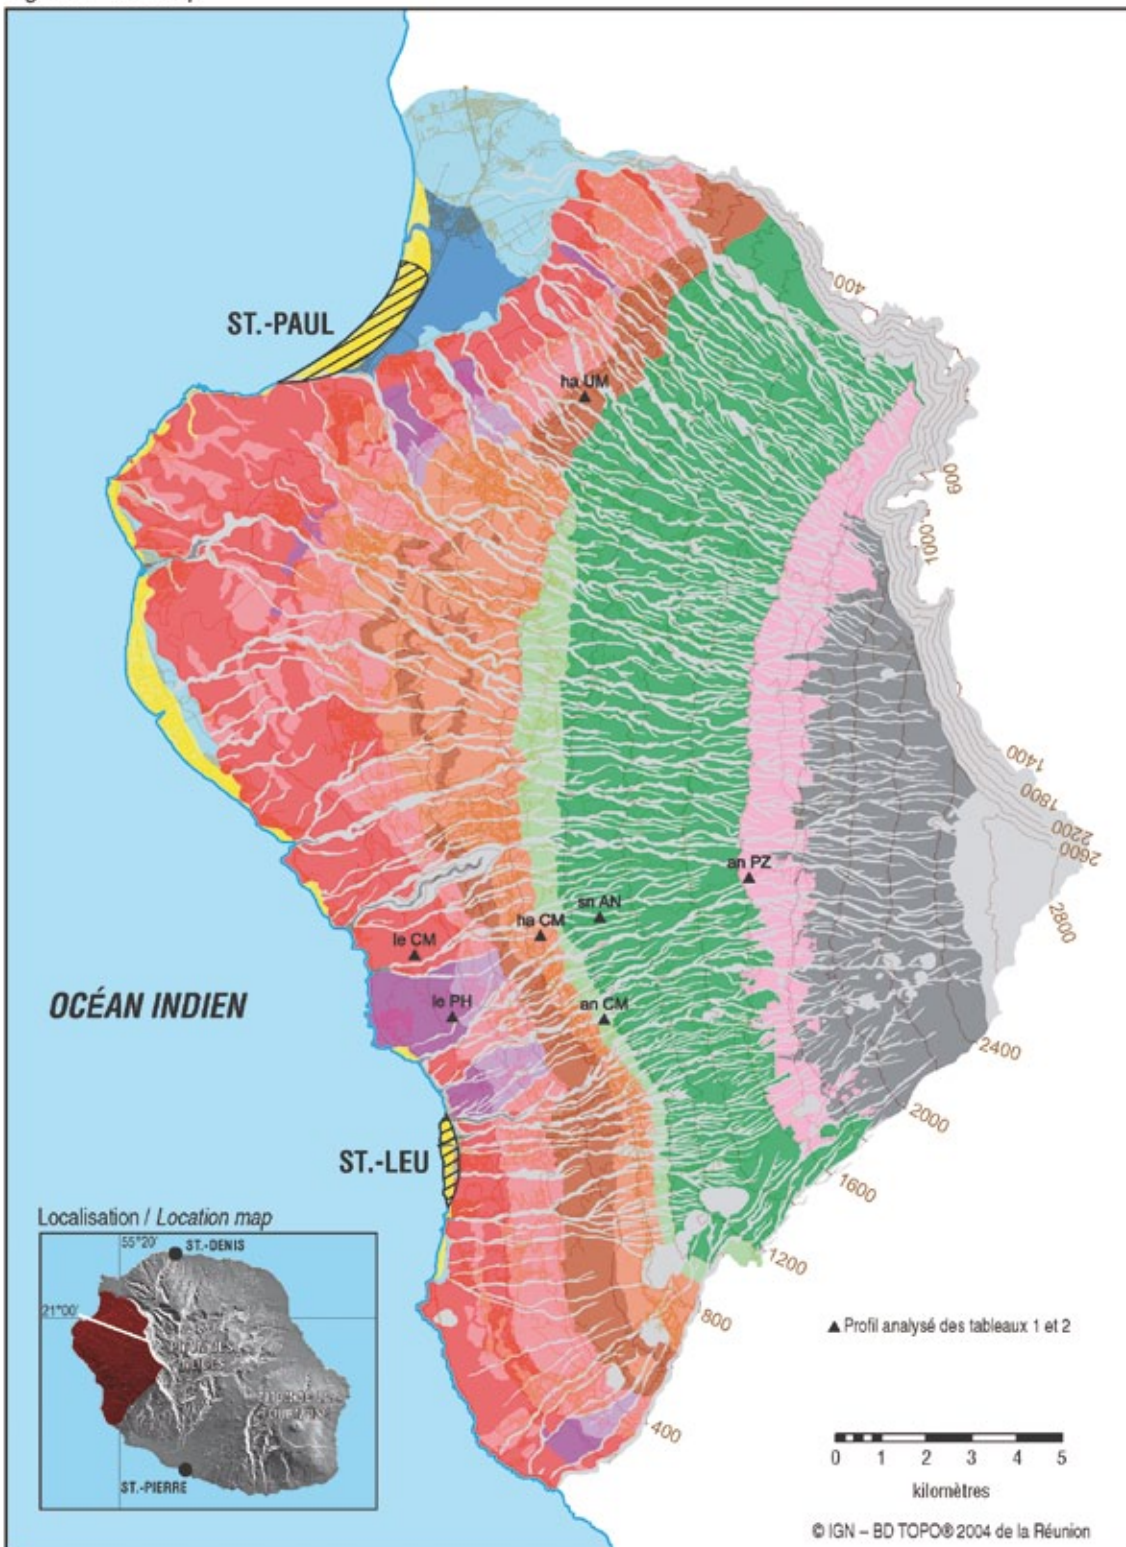 400
ST.-PAUL
ha UM
600
1000
1400
1800
2200
2600
2802
an PZ
sn AN
ha CM
le CM
OCÉAN INDIEN
le PH
an CM
2400
2000
ST.-LEU
1600
1200
800
400
Localisation / Location map
55°20'
ST.-DENIS
21°00'
ST.-PIERRE
▲ Profil analysé des tableaux 1 et 2
0 1 2 3 4 5
kilomètres
© IGN – BD TOPO® 2004 de la Réunion